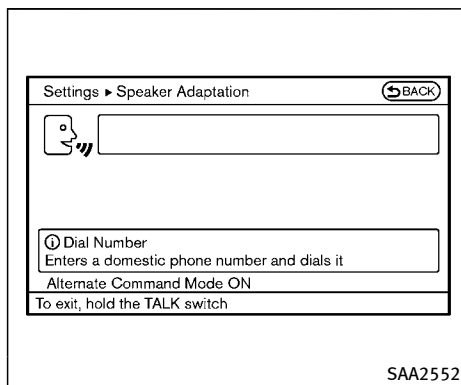 Settings ▸ Speaker Adaptation BACK
ⓘ Dial Number
Enters a domestic phone number and dials it
Alternate Command Mode ON
To exit, hold the TALK switch
SAA2552